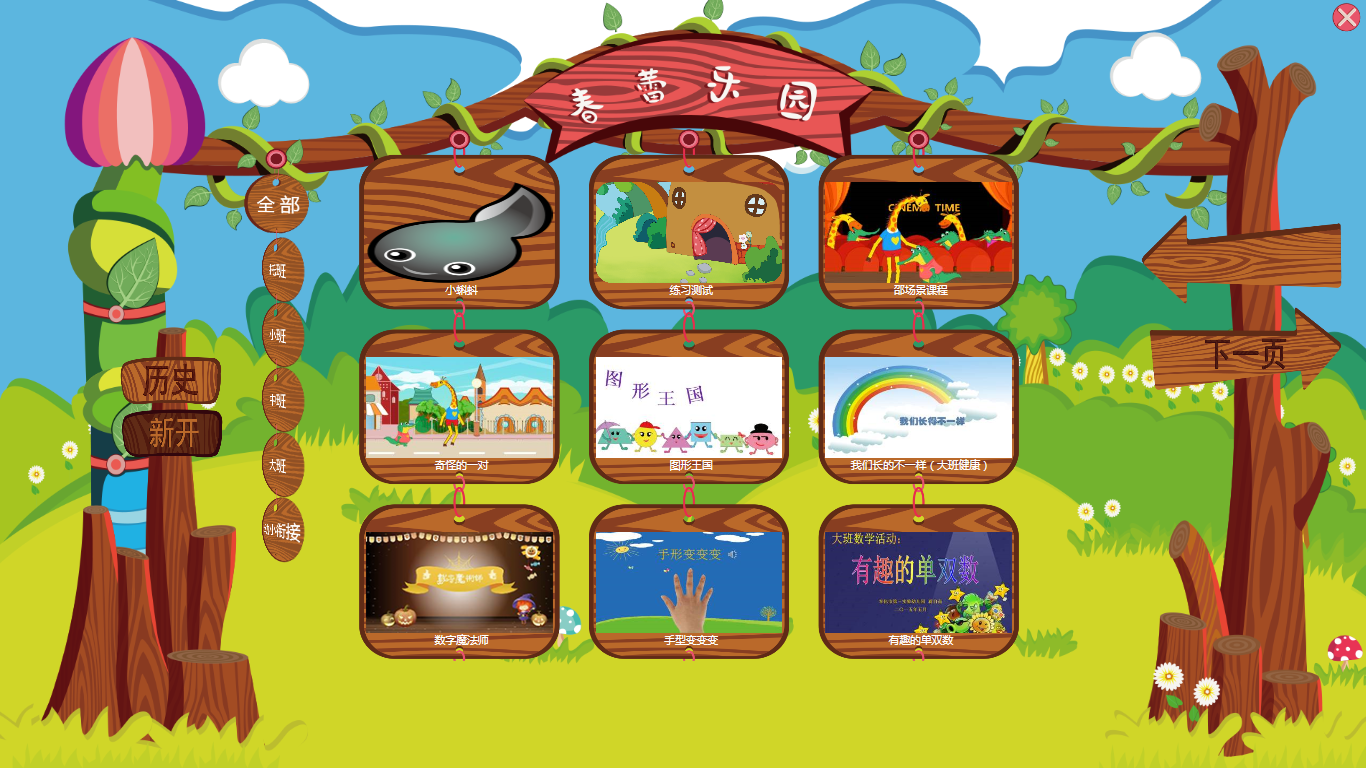 春蕾乐园
全部
托班
小班
中班
大班
幼小衔接
历史
新开
下一页
小蝌蚪
练习测试
CINEMA TIME
部场景课程
奇怪的一对
图形王国
图形王国
我们长得不一样
我们长的不一样（大班健康）
数字魔法师
手形变变变
手型变变变
大班数学活动：
有趣的单双数
有趣的单双数